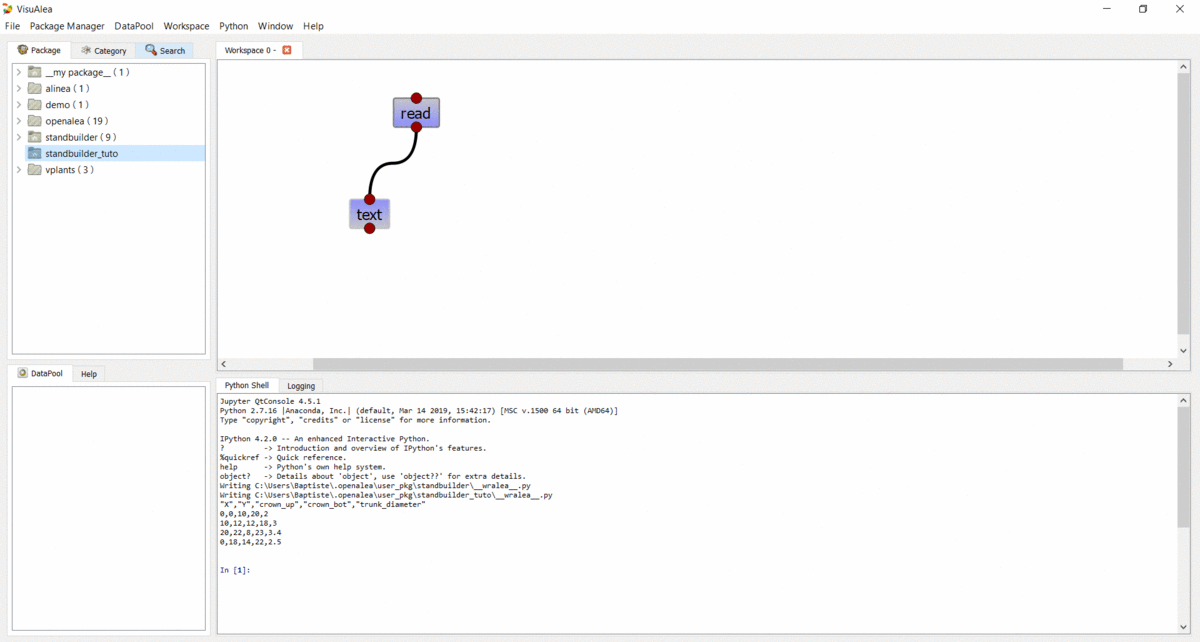 VisuAlea
File Package Manager DataPool Workspace Python Window Help
Package Category Search
__my package__ ( 1 )
alinea ( 1 )
demo ( 1 )
openalea ( 19 )
standbuilder ( 9 )
standbuilder_tuto
vplants ( 3 )
Workspace 0 -
read
text
DataPool Help
Python Shell Logging
Jupyter QtConsole 4.5.1
Python 2.7.16 |Anaconda, Inc.| (default, Mar 14 2019, 15:42:17) [MSC v.1500 64 bit (AMD64)]
Type "copyright", "credits" or "license" for more information.
IPython 4.2.0 -- An enhanced Interactive Python.
? -> Introduction and overview of IPython's features.
%quickref -> Quick reference.
help -> Python's own help system.
object? -> Details about 'object', use 'object??' for extra details.
Writing C:\Users\Baptiste\.openalea\user_pkg\standbuilder\__wralea__.py
Writing C:\Users\Baptiste\.openalea\user_pkg\standbuilder_tuto\__wralea__.py
"X","Y","crown_up","crown_bot","trunk_diameter"
0,0,10,20,2
10,12,12,18,3
20,22,8,23,3.4
0,18,14,22,2.5
In [1]: